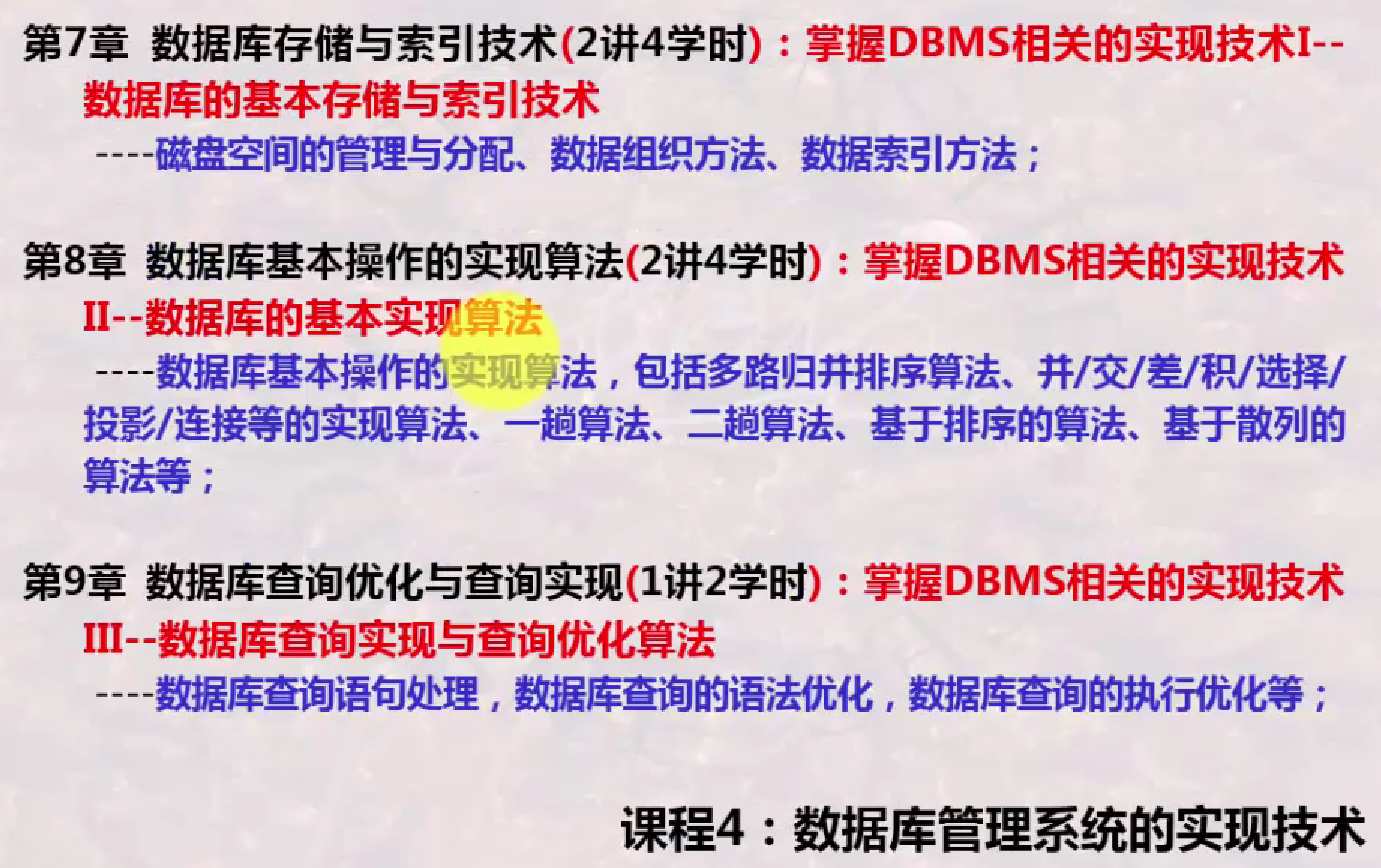 第7章 数据库存储与索引技术(2讲4学时)：掌握DBMS相关的实现技术I--
数据库的基本存储与索引技术
----磁盘空间的管理与分配、数据组织方法、数据索引方法；
第8章 数据库基本操作的实现算法(2讲4学时)：掌握DBMS相关的实现技术
II--数据库的基本实现算法
----数据库基本操作的实现算法，包括多路归并排序算法、并/交/差/积/选择/
投影/连接等的实现算法、一趟算法、二趟算法、基于排序的算法、基于散列的
算法等；
第9章 数据库查询优化与查询实现(1讲2学时)：掌握DBMS相关的实现技术
III--数据库查询实现与查询优化算法
----数据库查询语句处理，数据库查询的语法优化，数据库查询的执行优化等；
课程4：数据库管理系统的实现技术